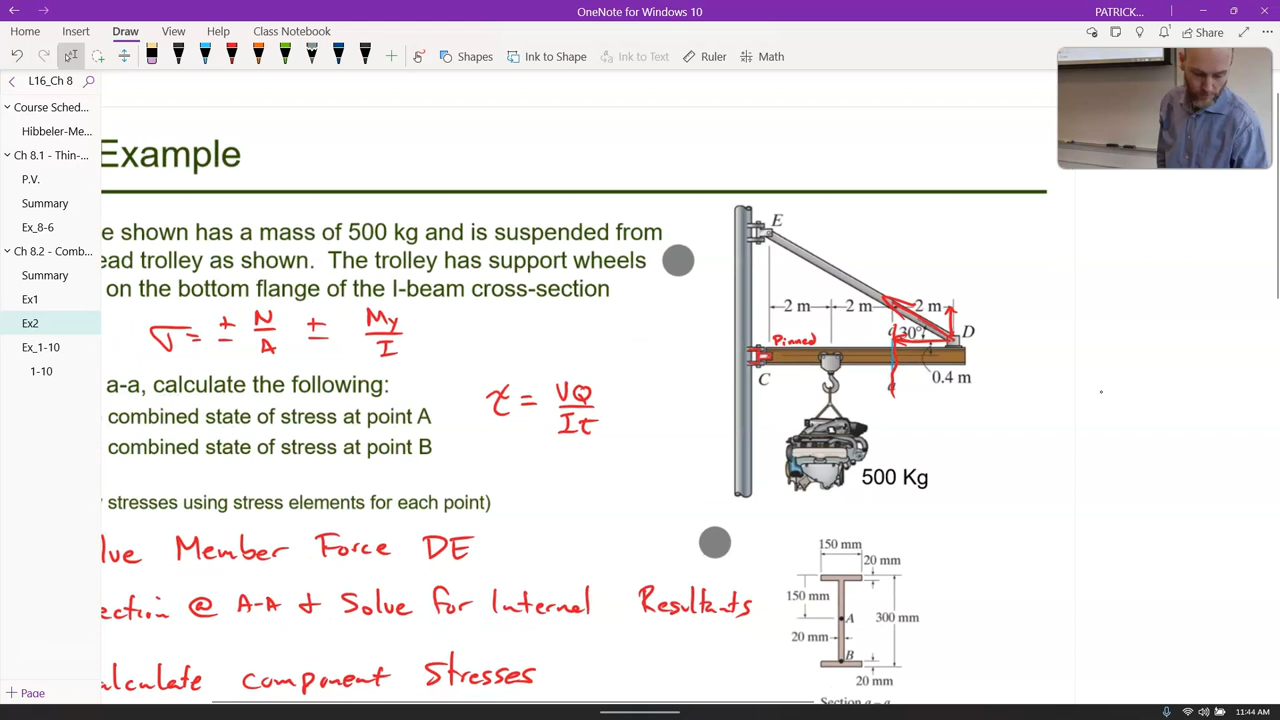 OneNote for Windows 10
PATRICK...
Home
Insert
Draw
View
Help
Class Notebook
Share
Shapes
Ink to Shape
Ink to Text
Ruler
Math
L16_Ch 8
Course Sched...
Hibbeler-Me...
Ch 8.1 - Thin-...
P.V.
Summary
Ex_8-6
Ch 8.2 - Comb...
Summary
Ex1
Ex2
Ex_1-10
1-10
Page
Example
e shown has a mass of 500 kg and is suspended from
ead trolley as shown. The trolley has support wheels
on the bottom flange of the I-beam cross-section
σ = ± N/A ± My/I
a-a, calculate the following:
combined state of stress at point A
combined state of stress at point B
τ = VQ/It
stresses using stress elements for each point)
lve Member Force DE
ection @ A-A + Solve for Internal Resultants
alculate component Stresses
E
2 m
2 m
2 m
a
30°
D
Pinned
C
a
0.4 m
500 Kg
150 mm
20 mm
150 mm
A
300 mm
20 mm
B
20 mm
Section a – a
11:44 AM